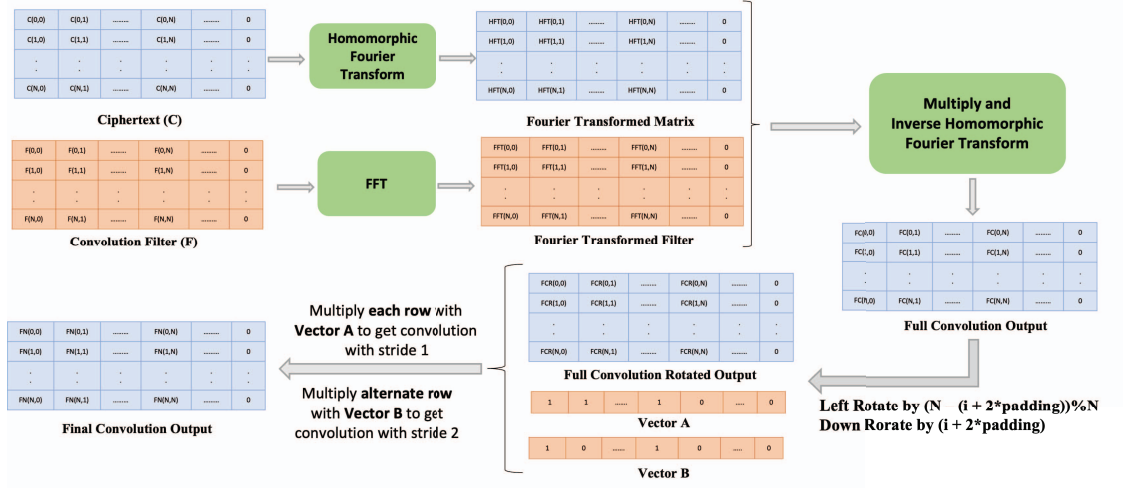 C(0,0) C(0,1) ......... C(0,N) ......... 0
C(1,0) C(1,1) ......... C(1,N) ......... 0
. . . . . .
. . . . . .
C(N,0) C(N,1) ......... C(N,N) ......... 0
Ciphertext (C)
Homomorphic
Fourier
Transform
HFT(0,0) HFT(0,1) ......... HFT(0,N) ......... 0
HFT(1,0) HFT(1,1) ......... HFT(1,N) ......... 0
. . . . . .
. . . . . .
HFT(N,0) HFT(N,1) ......... HFT(N,N) ......... 0
Fourier Transformed Matrix
F(0,0) F(0,1) ......... F(0,N) ......... 0
F(1,0) F(1,1) ......... F(1,N) ......... 0
. . . . . .
. . . . . .
F(N,0) F(N,1) ......... F(N,N) ......... 0
Convolution Filter (F)
FFT
FFT(0,0) FFT(0,1) ......... FFT(0,N) ......... 0
FFT(1,0) FFT(1,1) ......... FFT(1,N) ......... 0
. . . . . .
. . . . . .
FFT(N,0) FFT(N,1) ......... FFT(N,N) ......... 0
Fourier Transformed Filter
Multiply and
Inverse Homomorphic
Fourier Transform
FC(0,0) FC(0,1) ......... FC(0,N) ......... 0
FC(1,0) FC(1,1) ......... FC(1,N) ......... 0
. . . . . .
. . . . . .
FC(N,0) FC(N,1) ......... FC(N,N) ......... 0
Full Convolution Output
Left Rotate by (N (i + 2*padding))%N
Down Rorate by (i + 2*padding)
FCR(0,0) FCR(0,1) ......... FCR(0,N) ......... 0
FCR(1,0) FCR(1,1) ......... FCR(1,N) ......... 0
. . . . . .
. . . . . .
FCR(N,0) FCR(N,1) ......... FCR(N,N) ......... 0
Full Convolution Rotated Output
1 1 ....... 1 0 ..... 0
Vector A
1 0 ....... 1 0 ..... 0
Vector B
Multiply each row with
Vector A to get convolution
with stride 1
Multiply alternate row
with Vector B to get
convolution with stride 2
FN(0,0) FN(0,1) ......... FN(0,N) ......... 0
FN(1,0) FN(1,1) ......... FN(1,N) ......... 0
. . . . . .
. . . . . .
FN(N,0) FN(N,1) ......... FN(N,N) ......... 0
Final Convolution Output